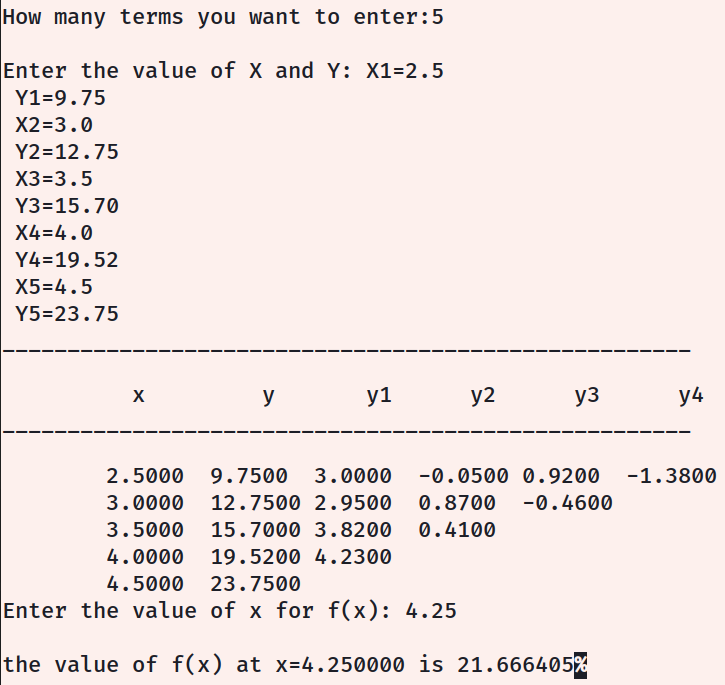 How many terms you want to enter:5
Enter the value of X and Y: X1=2.5
Y1=9.75
X2=3.0
Y2=12.75
X3=3.5
Y3=15.70
X4=4.0
Y4=19.52
X5=4.5
Y5=23.75
-----------------------------------------------------
x y y1 y2 y3 y4
-----------------------------------------------------
2.5000 9.7500 3.0000 -0.0500 0.9200 -1.3800
3.0000 12.7500 2.9500 0.8700 -0.4600
3.5000 15.7000 3.8200 0.4100
4.0000 19.5200 4.2300
4.5000 23.7500
Enter the value of x for f(x): 4.25
the value of f(x) at x=4.250000 is 21.666405%